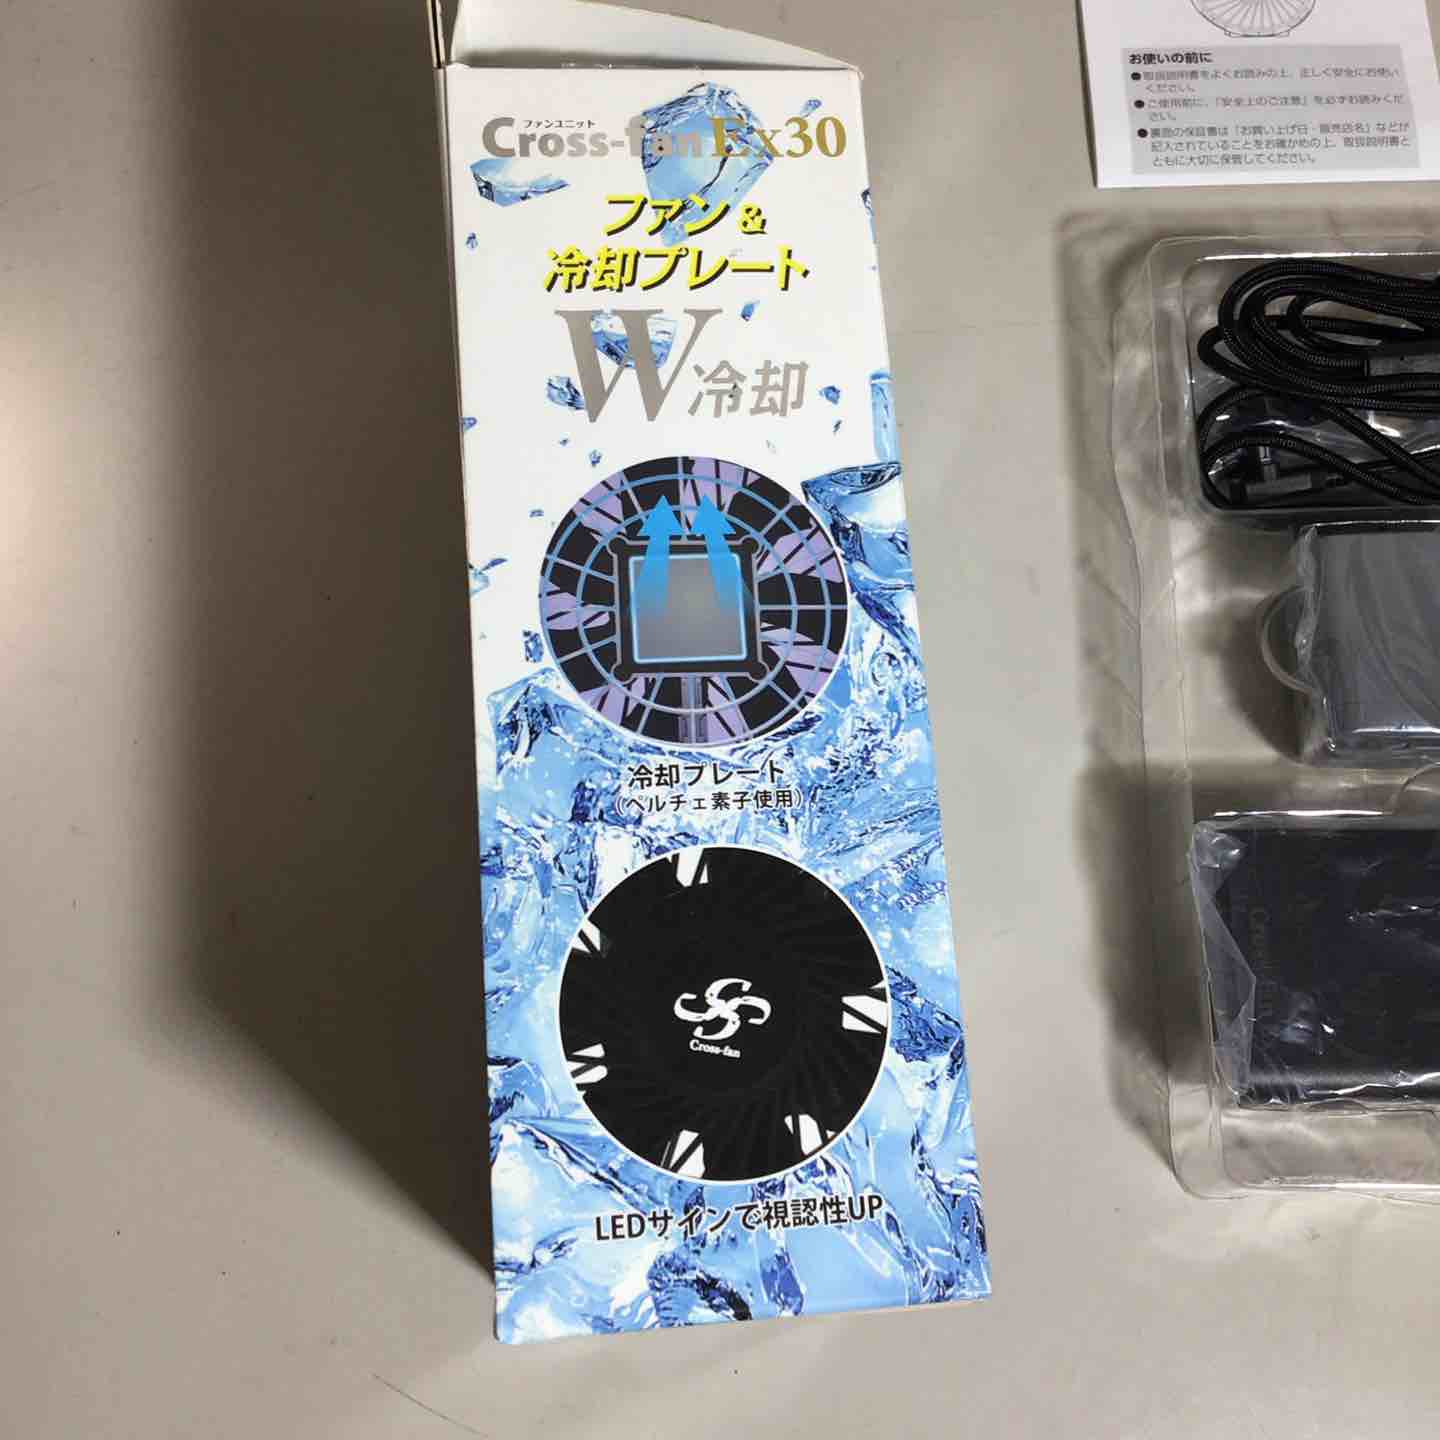 ファンユニット
Cross-fan Ex30
ファン&
冷却プレート
W冷却
冷却プレート
(ペルチェ素子使用)
Cross-fan
LEDサインで視認性UP
お使いの前に
●取扱説明書をよくお読みの上、正しく安全にお使い
ください。
●ご使用前に、「安全上のご注意」を必ずお読みくだ
さい。
●裏面の保証書は「お買い上げ日・販売店名」などが
記入されていることをお確かめの上、取扱説明書と
ともに大切に保管してください。
Cross-fan